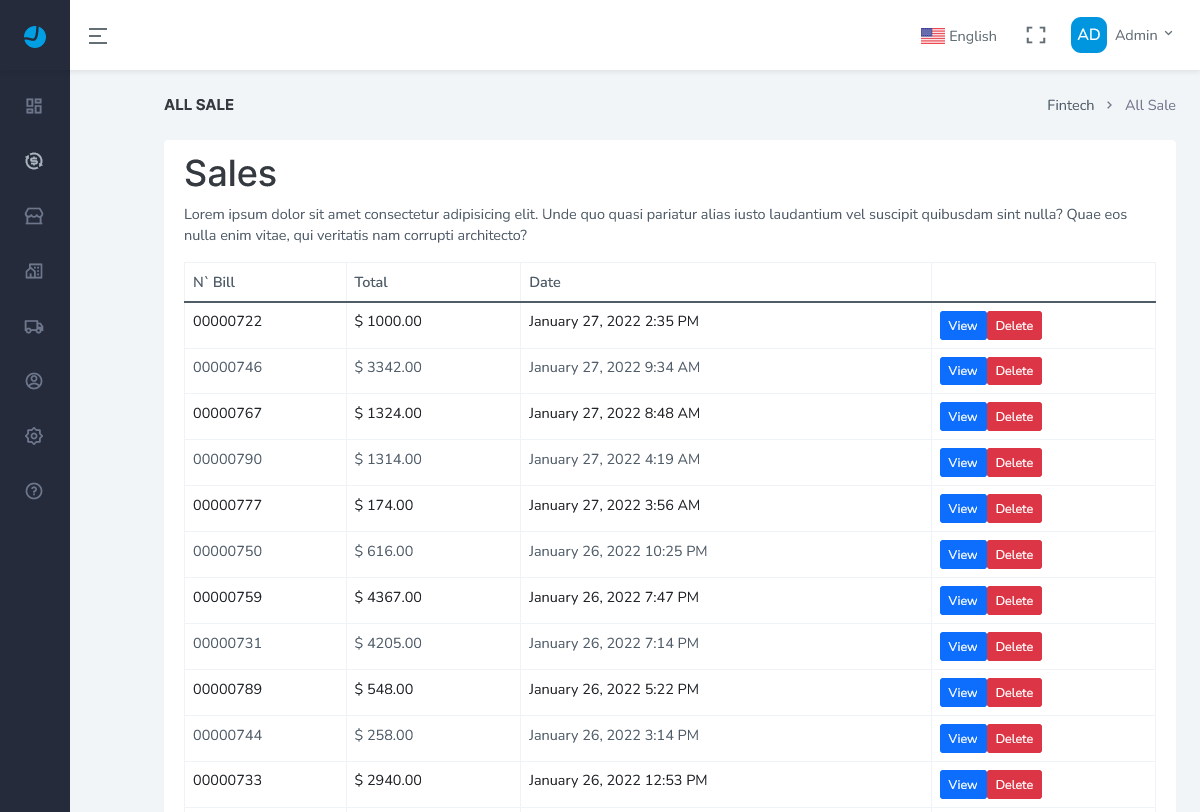 English
AD
Admin
ALL SALE
Fintech
All Sale
Sales
Lorem ipsum dolor sit amet consectetur adipisicing elit. Unde quo quasi pariatur alias iusto laudantium vel suscipit quibusdam sint nulla? Quae eos
nulla enim vitae, qui veritatis nam corrupti architecto?
N` Bill Total Date
00000722 $ 1000.00 January 27, 2022 2:35 PM View Delete
00000746 $ 3342.00 January 27, 2022 9:34 AM View Delete
00000767 $ 1324.00 January 27, 2022 8:48 AM View Delete
00000790 $ 1314.00 January 27, 2022 4:19 AM View Delete
00000777 $ 174.00 January 27, 2022 3:56 AM View Delete
00000750 $ 616.00 January 26, 2022 10:25 PM View Delete
00000759 $ 4367.00 January 26, 2022 7:47 PM View Delete
00000731 $ 4205.00 January 26, 2022 7:14 PM View Delete
00000789 $ 548.00 January 26, 2022 5:22 PM View Delete
00000744 $ 258.00 January 26, 2022 3:14 PM View Delete
00000733 $ 2940.00 January 26, 2022 12:53 PM View Delete